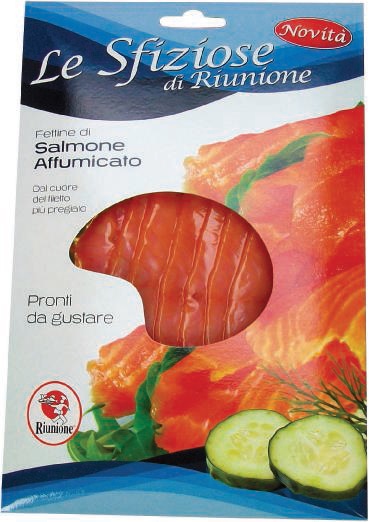 Novità
Le Sfiziose
di Riunione
Fettine di
Salmone
Affumicato
Dal cuore
del filetto
più pregiato
Pronti
da gustare
Riunione